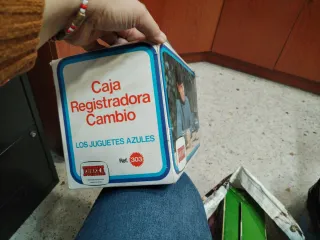 Caja
Registradora
Cambio
LOS JUGUETES AZULES
Ref. 303